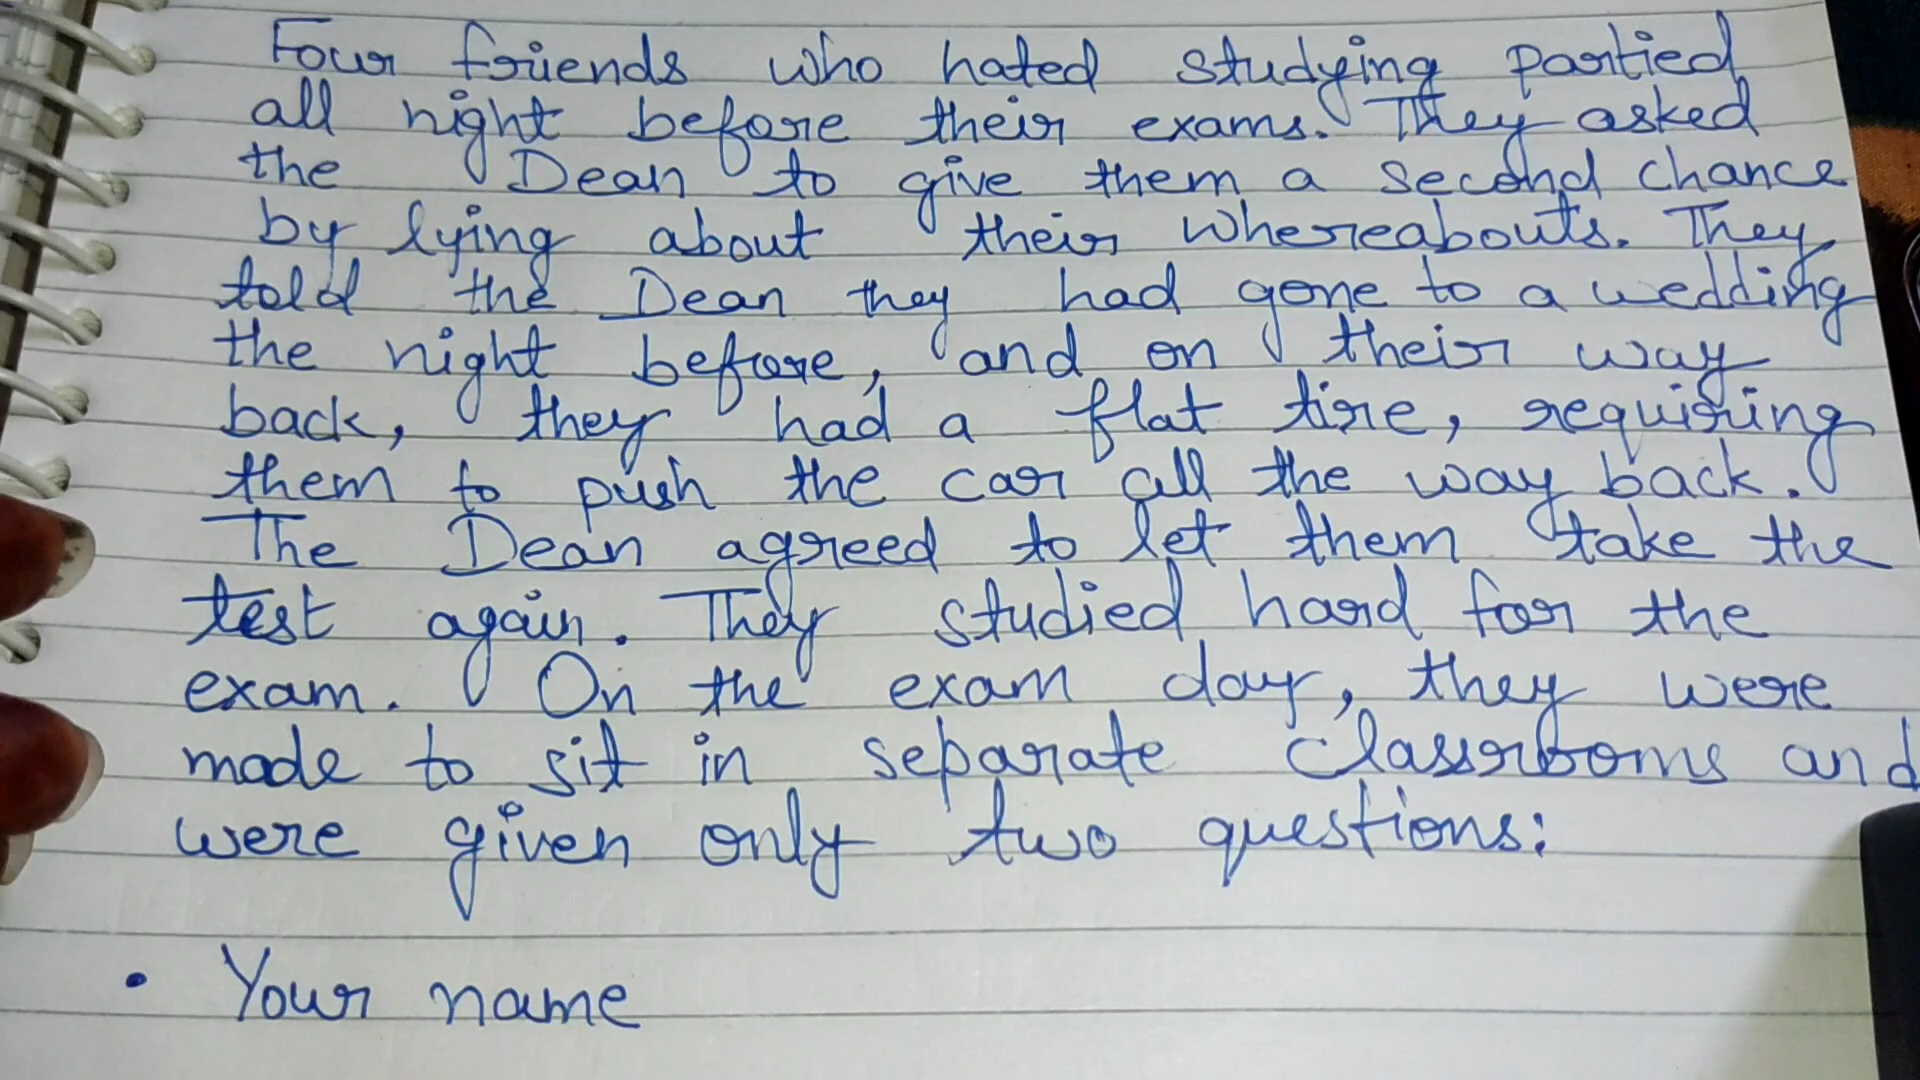 Four friends who hated studying partied
all night before their exams. They asked
the Dean to give them a second chance
by lying about their whereabouts. They
told the Dean they had gone to a wedding
the night before, and on their way
back, they had a flat tire, requiring
them to push the car all the way back.
The Dean agreed to let them take the
test again. They studied hard for the
exam. On the exam day, they were
made to sit in separate classrooms and
were given only two questions:
• Your name